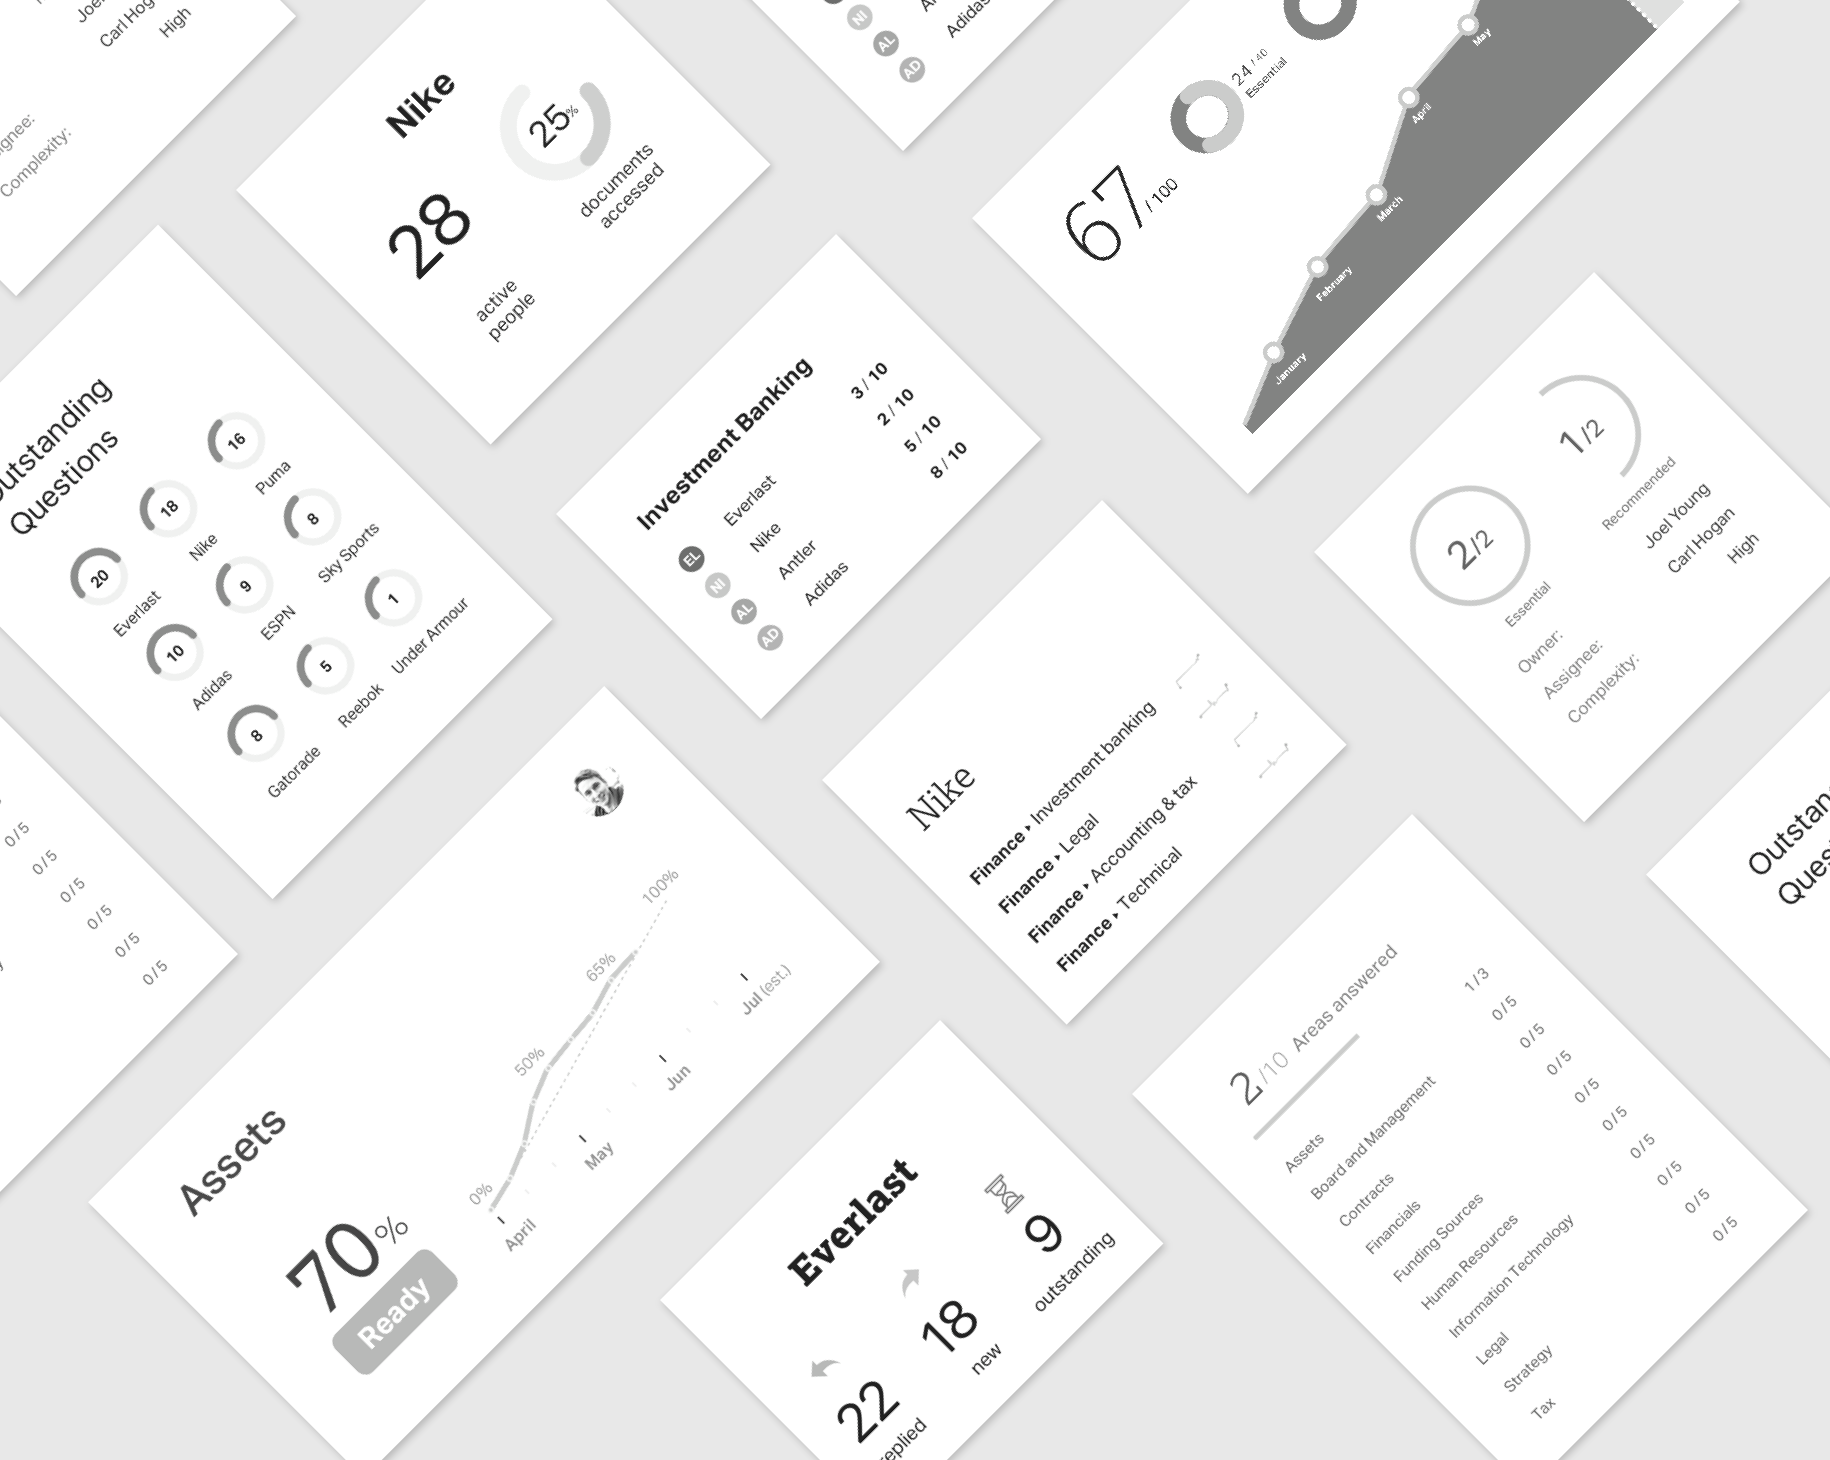 Joel
Carl Hogan
High
Assignee:
Complexity:
Nike
25%
documents
accessed
28
active
people
NI
AL
AD
Adidas
24 / 40
Essential
67 / 100
January
February
March
April
May
Outstanding
Questions
20
Everlast
18
Nike
16
Puma
10
Adidas
9
ESPN
8
Sky Sports
8
Gatorade
5
Reebok
1
Under Armour
Investment Banking
EL Everlast 3 / 10
NI Nike 2 / 10
AL Antler 5 / 10
AD Adidas 8 / 10
2/2
Essential
1/2
Recommended
Owner: Joel Young
Assignee: Carl Hogan
Complexity: High
0 / 5
0 / 5
0 / 5
0 / 5
0 / 5
0 / 5
Assets
70%
Ready
0%
50%
65%
100%
April
May
Jun
Jul (est.)
Nike
Finance ‣ Investment banking
Finance ‣ Legal
Finance ‣ Accounting & tax
Finance ‣ Technical
Everlast
22
replied
18
new
9
outstanding
2/10 Areas answered
Assets 1 / 3
Board and Management 0 / 5
Contracts 0 / 5
Financials 0 / 5
Funding Sources 0 / 5
Human Resources 0 / 5
Information Technology 0 / 5
Legal 0 / 5
Strategy 0 / 5
Tax 0 / 5
Outstan
Ques